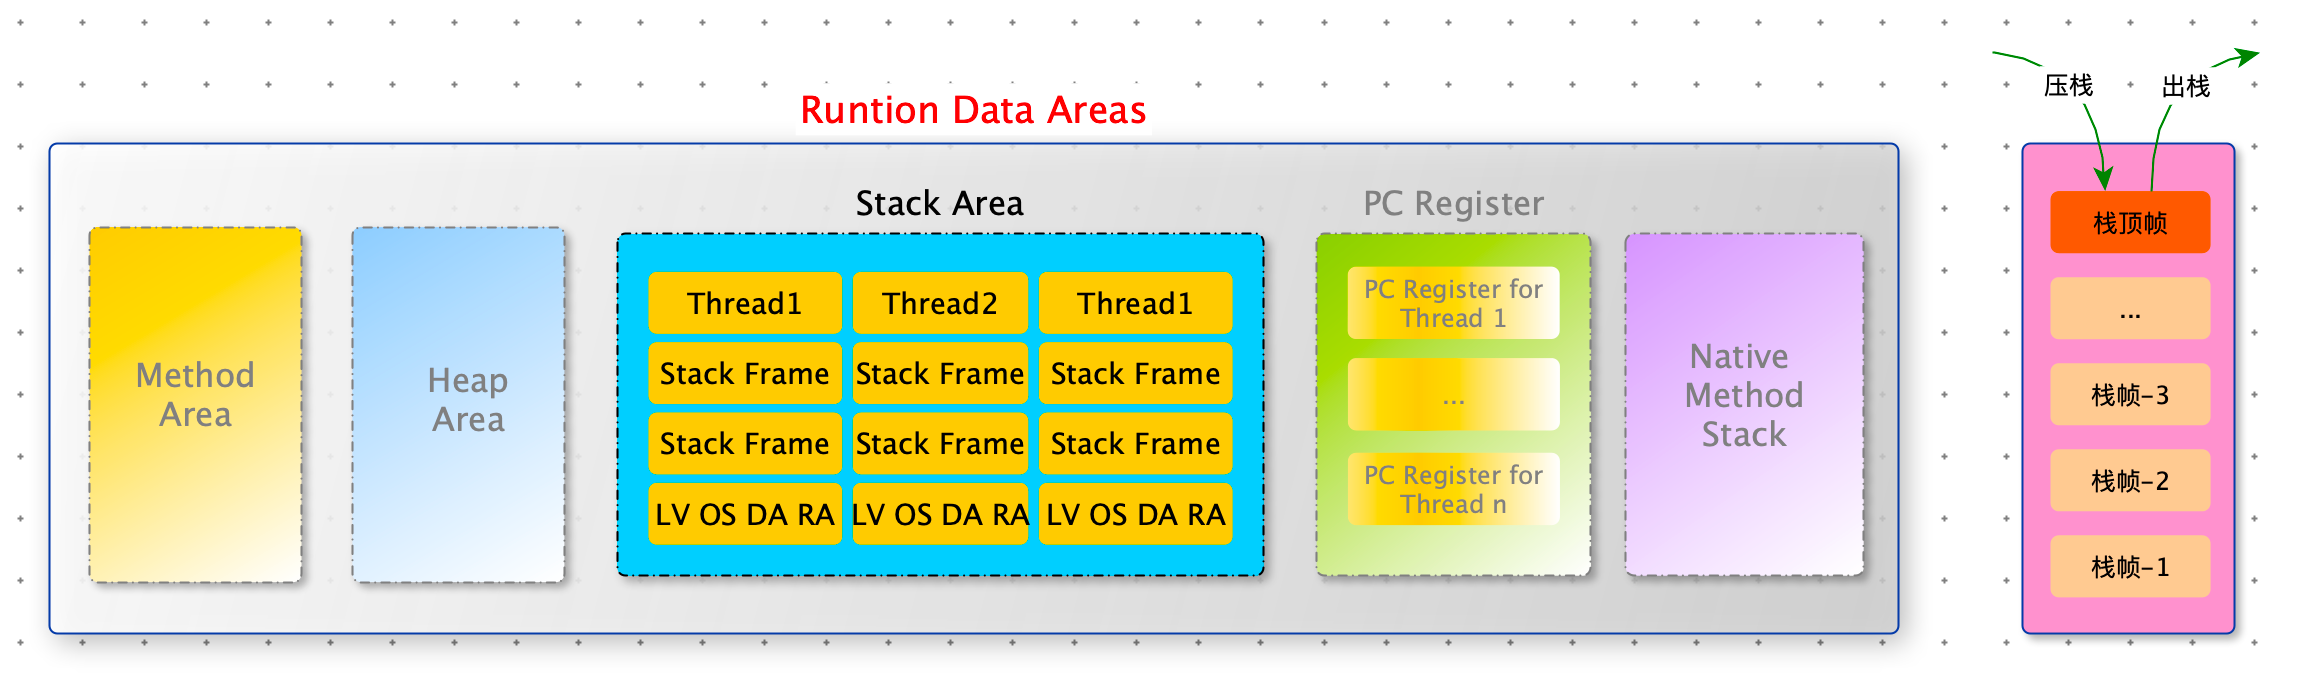 Runtion Data Areas
Method
Area
Heap
Area
Stack Area
Thread1 Thread2 Thread1
Stack Frame Stack Frame Stack Frame
Stack Frame Stack Frame Stack Frame
LV OS DA RA LV OS DA RA LV OS DA RA
PC Register
PC Register for
Thread 1
...
PC Register for
Thread n
Native
Method
Stack
压栈 出栈
栈顶帧
...
栈帧-3
栈帧-2
栈帧-1